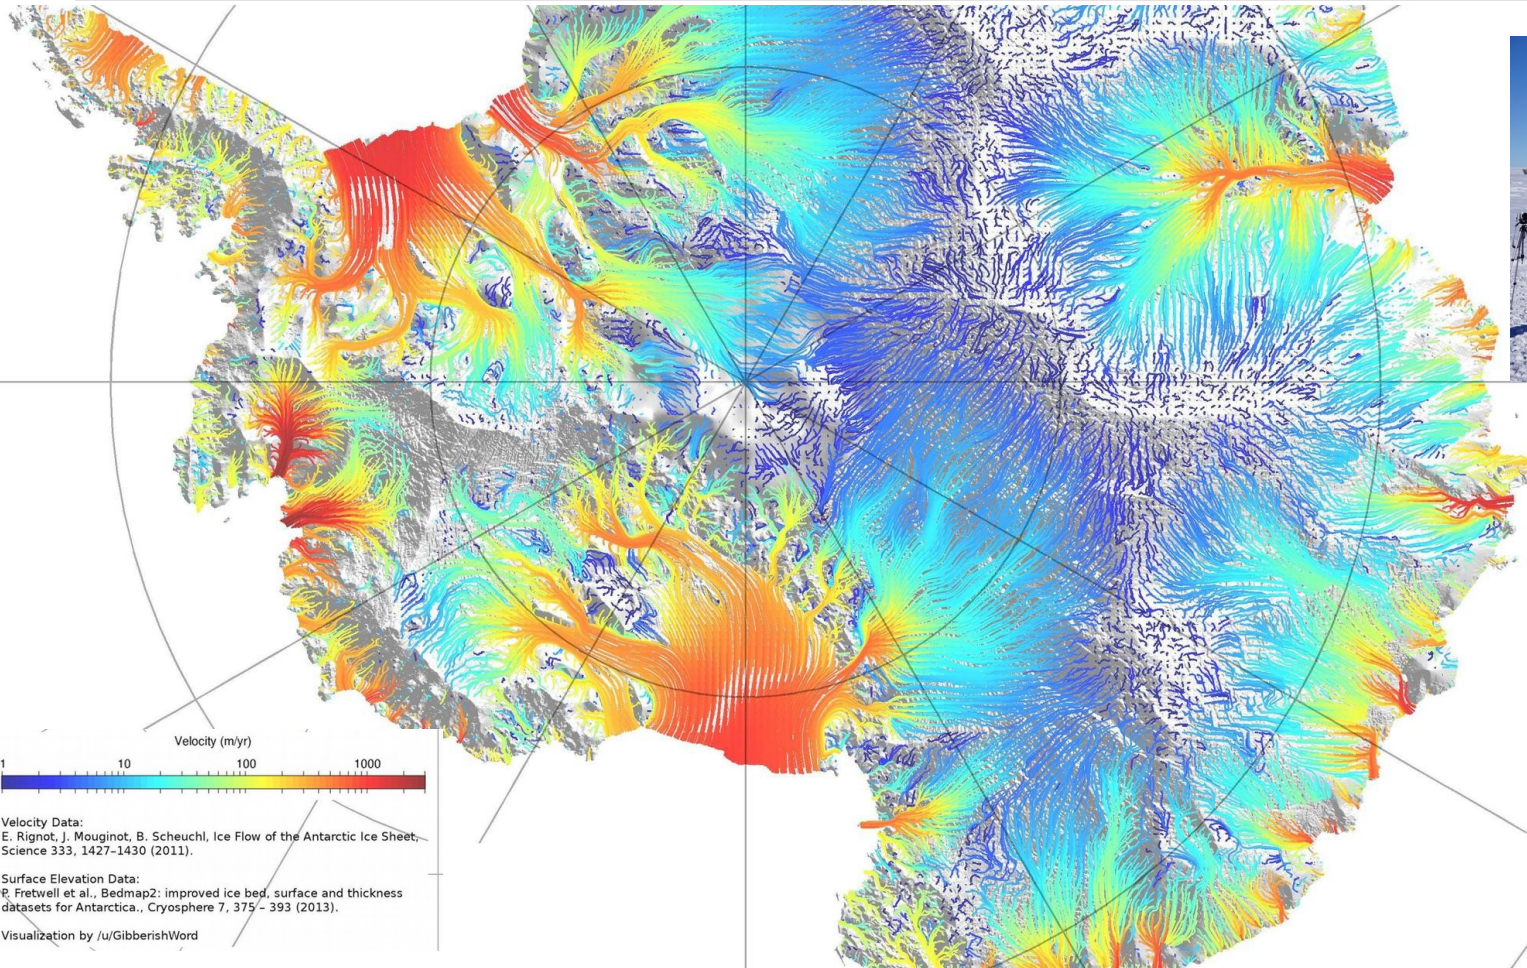 Velocity (m/yr)
1 10 100 1000
Velocity Data:
E. Rignot, J. Mouginot, B. Scheuchl, Ice Flow of the Antarctic Ice Sheet,
Science 333, 1427–1430 (2011).
Surface Elevation Data:
P. Fretwell et al., Bedmap2: improved ice bed, surface and thickness
datasets for Antarctica., Cryosphere 7, 375 – 393 (2013).
Visualization by /u/GibberishWord